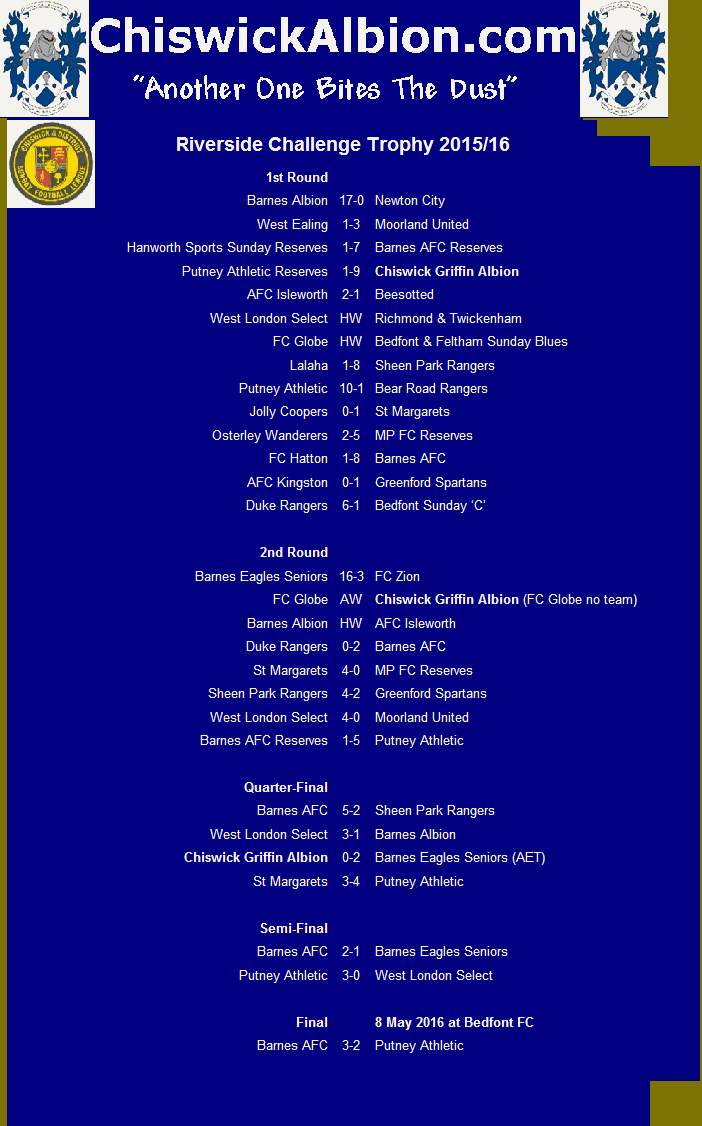 ChiswickAlbion.com
"Another One Bites The Dust"
CHISWICK & DISTRICT
SUNDAY FOOTBALL LEAGUE
Riverside Challenge Trophy 2015/16
1st Round
Barnes Albion 17-0 Newton City
West Ealing 1-3 Moorland United
Hanworth Sports Sunday Reserves 1-7 Barnes AFC Reserves
Putney Athletic Reserves 1-9 Chiswick Griffin Albion
AFC Isleworth 2-1 Beesotted
West London Select HW Richmond & Twickenham
FC Globe HW Bedfont & Feltham Sunday Blues
Lalaha 1-8 Sheen Park Rangers
Putney Athletic 10-1 Bear Road Rangers
Jolly Coopers 0-1 St Margarets
Osterley Wanderers 2-5 MP FC Reserves
FC Hatton 1-8 Barnes AFC
AFC Kingston 0-1 Greenford Spartans
Duke Rangers 6-1 Bedfont Sunday ‘C’
2nd Round
Barnes Eagles Seniors 16-3 FC Zion
FC Globe AW Chiswick Griffin Albion (FC Globe no team)
Barnes Albion HW AFC Isleworth
Duke Rangers 0-2 Barnes AFC
St Margarets 4-0 MP FC Reserves
Sheen Park Rangers 4-2 Greenford Spartans
West London Select 4-0 Moorland United
Barnes AFC Reserves 1-5 Putney Athletic
Quarter-Final
Barnes AFC 5-2 Sheen Park Rangers
West London Select 3-1 Barnes Albion
Chiswick Griffin Albion 0-2 Barnes Eagles Seniors (AET)
St Margarets 3-4 Putney Athletic
Semi-Final
Barnes AFC 2-1 Barnes Eagles Seniors
Putney Athletic 3-0 West London Select
Final 8 May 2016 at Bedfont FC
Barnes AFC 3-2 Putney Athletic